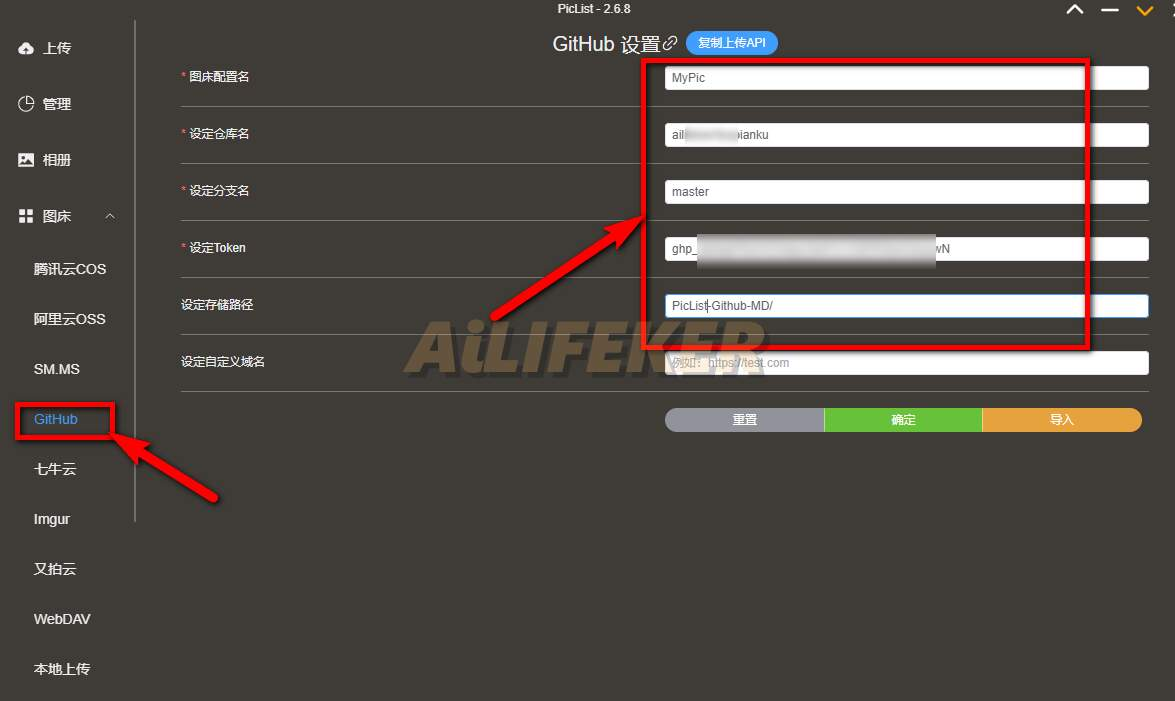 PicList - 2.6.8
上传
管理
相册
图床
腾讯云COS
阿里云OSS
SM.MS
GitHub
七牛云
Imgur
又拍云
WebDAV
本地上传
GitHub 设置
复制上传API
* 图床配置名
MyPic
* 设定仓库名
ail ianku
* 设定分支名
master
* 设定Token
ghp_ wN
设定存储路径
PicList-Github-MD/
设定自定义域名
例如：https://test.com
AiLIFEKER
重置
确定
导入